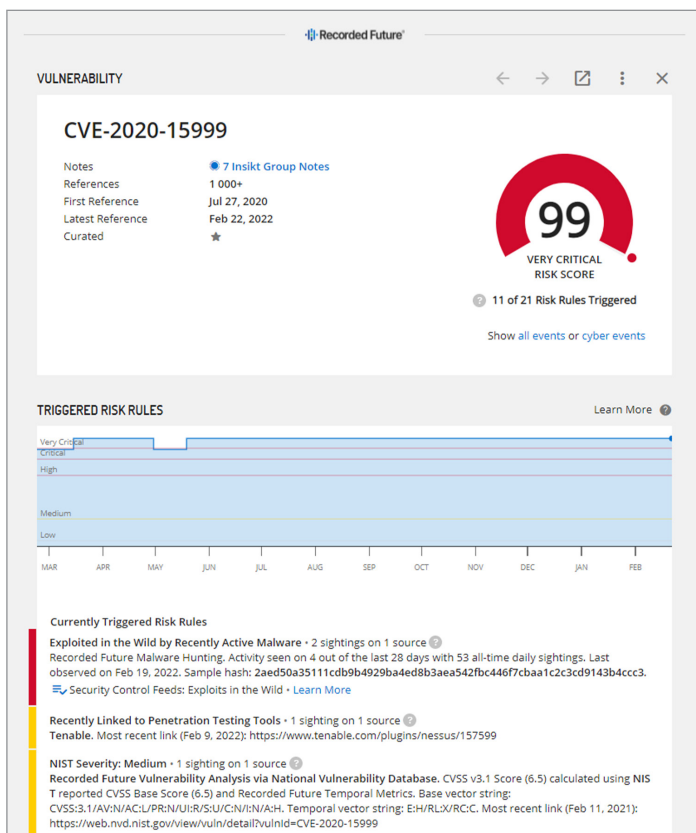 Recorded Future®
VULNERABILITY
CVE-2020-15999
Notes 7 Insikt Group Notes
References 1 000+
First Reference Jul 27, 2020
Latest Reference Feb 22, 2022
Curated
99
VERY CRITICAL
RISK SCORE
11 of 21 Risk Rules Triggered
Show all events or cyber events
TRIGGERED RISK RULES
Learn More
Very Critical
Critical
High
Medium
Low
MAR APR MAY JUN JUL AUG SEP OCT NOV DEC JAN FEB
Currently Triggered Risk Rules
Exploited in the Wild by Recently Active Malware • 2 sightings on 1 source
Recorded Future Malware Hunting. Activity seen on 4 out of the last 28 days with 53 all-time daily sightings. Last
observed on Feb 19, 2022. Sample hash: 2aed50a35111cdb9b4929ba4ed8b3aea542fbc446f7cbaa1c2c3cd9143b4ccc3.
Security Control Feeds: Exploits in the Wild • Learn More
Recently Linked to Penetration Testing Tools • 1 sighting on 1 source
Tenable. Most recent link (Feb 9, 2022): https://www.tenable.com/plugins/nessus/157599
NIST Severity: Medium • 1 sighting on 1 source
Recorded Future Vulnerability Analysis via National Vulnerability Database. CVSS v3.1 Score (6.5) calculated using NIS
T reported CVSS Base Score (6.5) and Recorded Future Temporal Metrics. Base vector string:
CVSS:3.1/AV:N/AC:L/PR:N/UI:R/S:U/C:N/I:N/A:H. Temporal vector string: E:H/RL:X/RC:C. Most recent link (Feb 11, 2021):
https://web.nvd.nist.gov/view/vuln/detail?vulnId=CVE-2020-15999